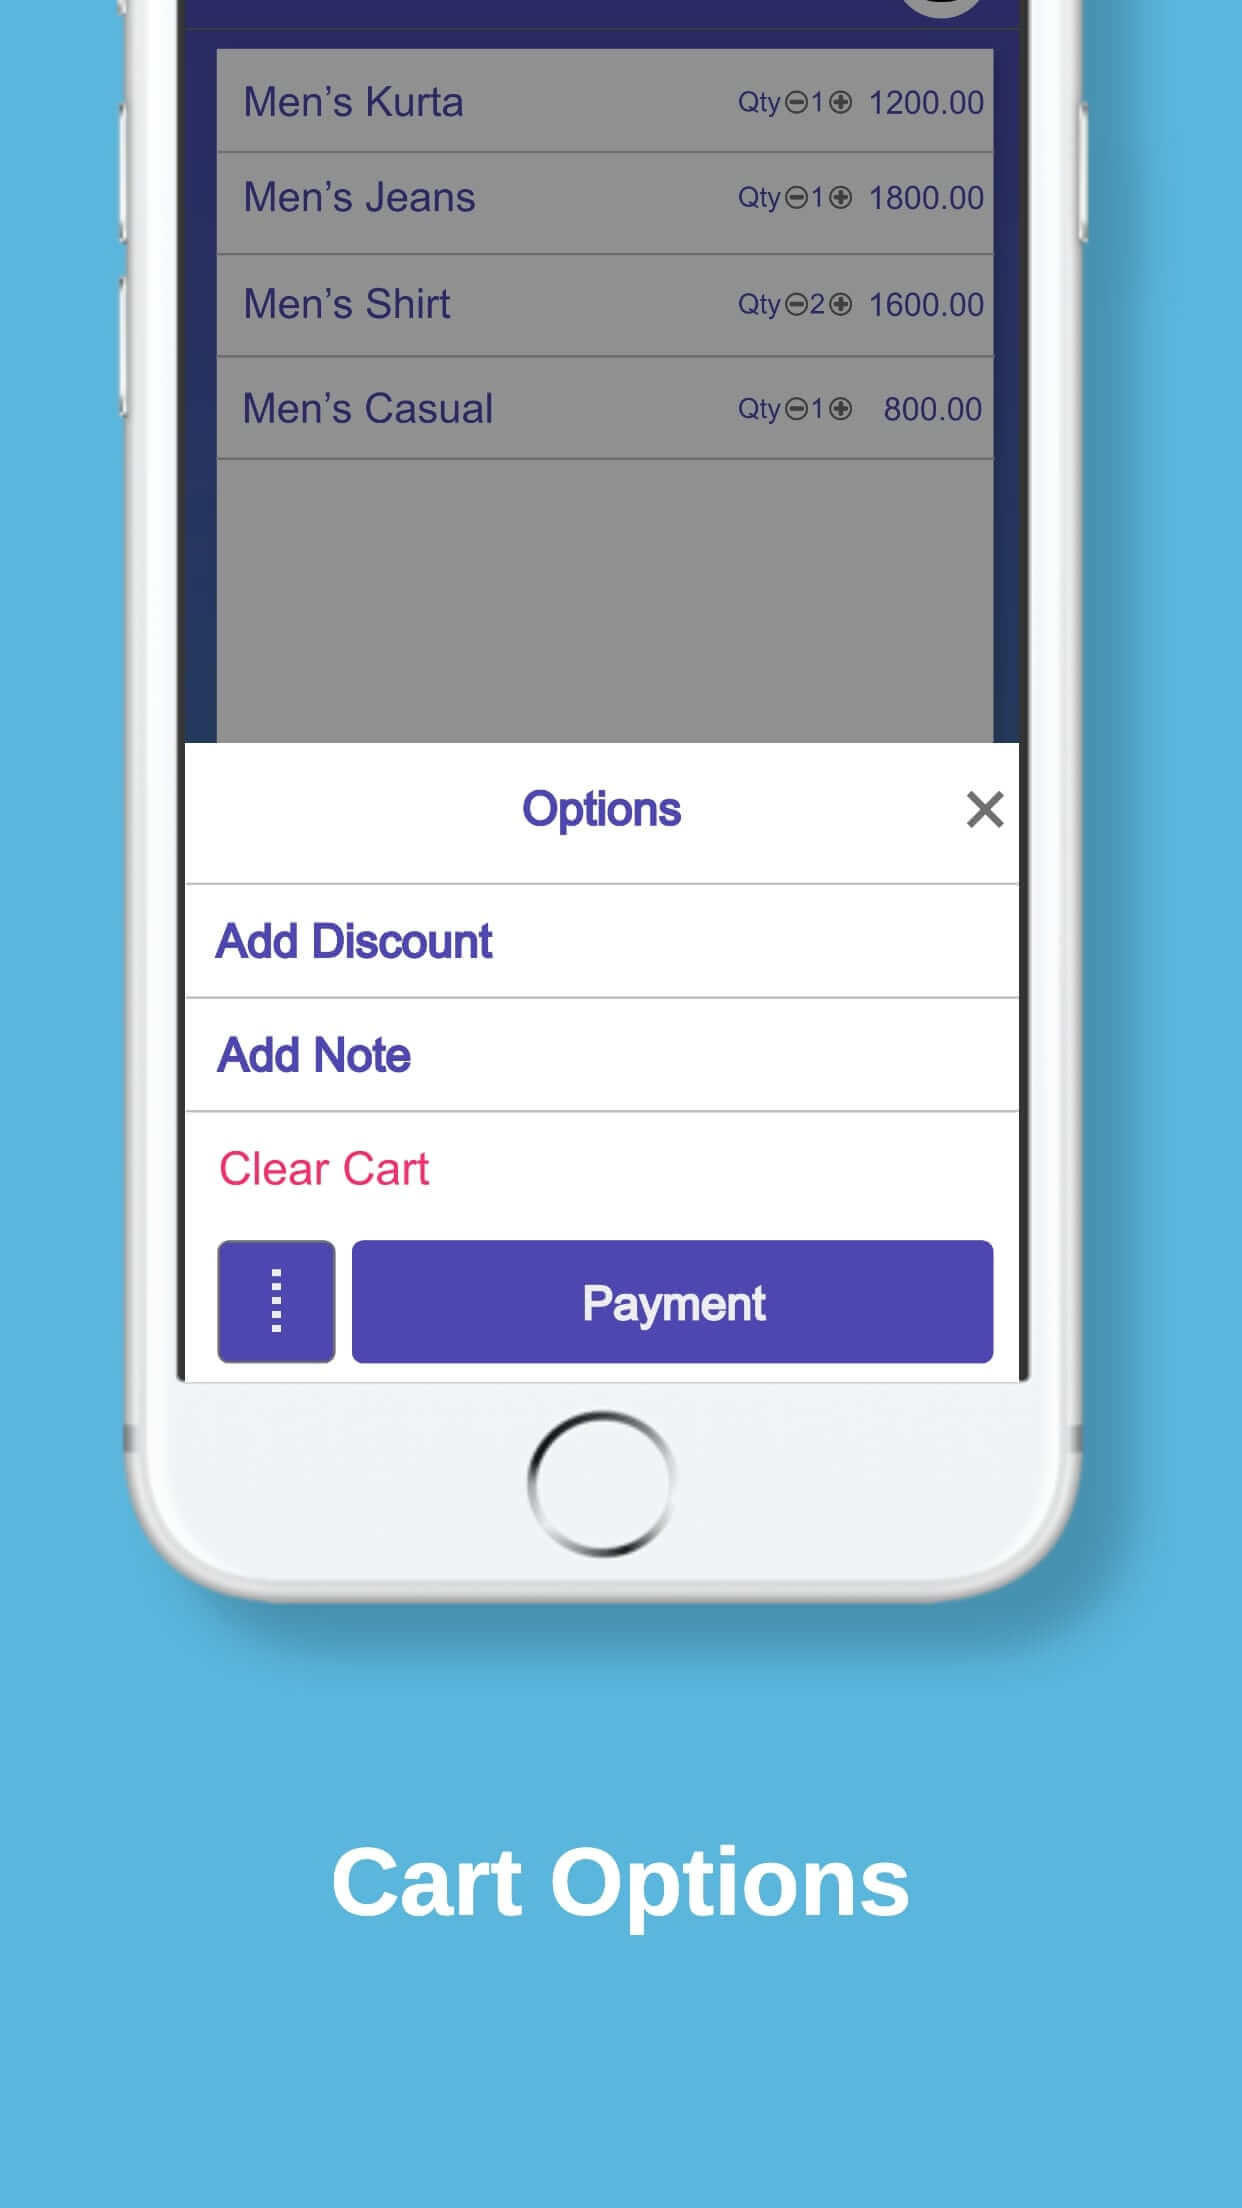 Men’s Kurta Qty 1 1200.00
Men’s Jeans Qty 1 1800.00
Men’s Shirt Qty 2 1600.00
Men’s Casual Qty 1 800.00
Options
Add Discount
Add Note
Clear Cart
Payment
Cart Options